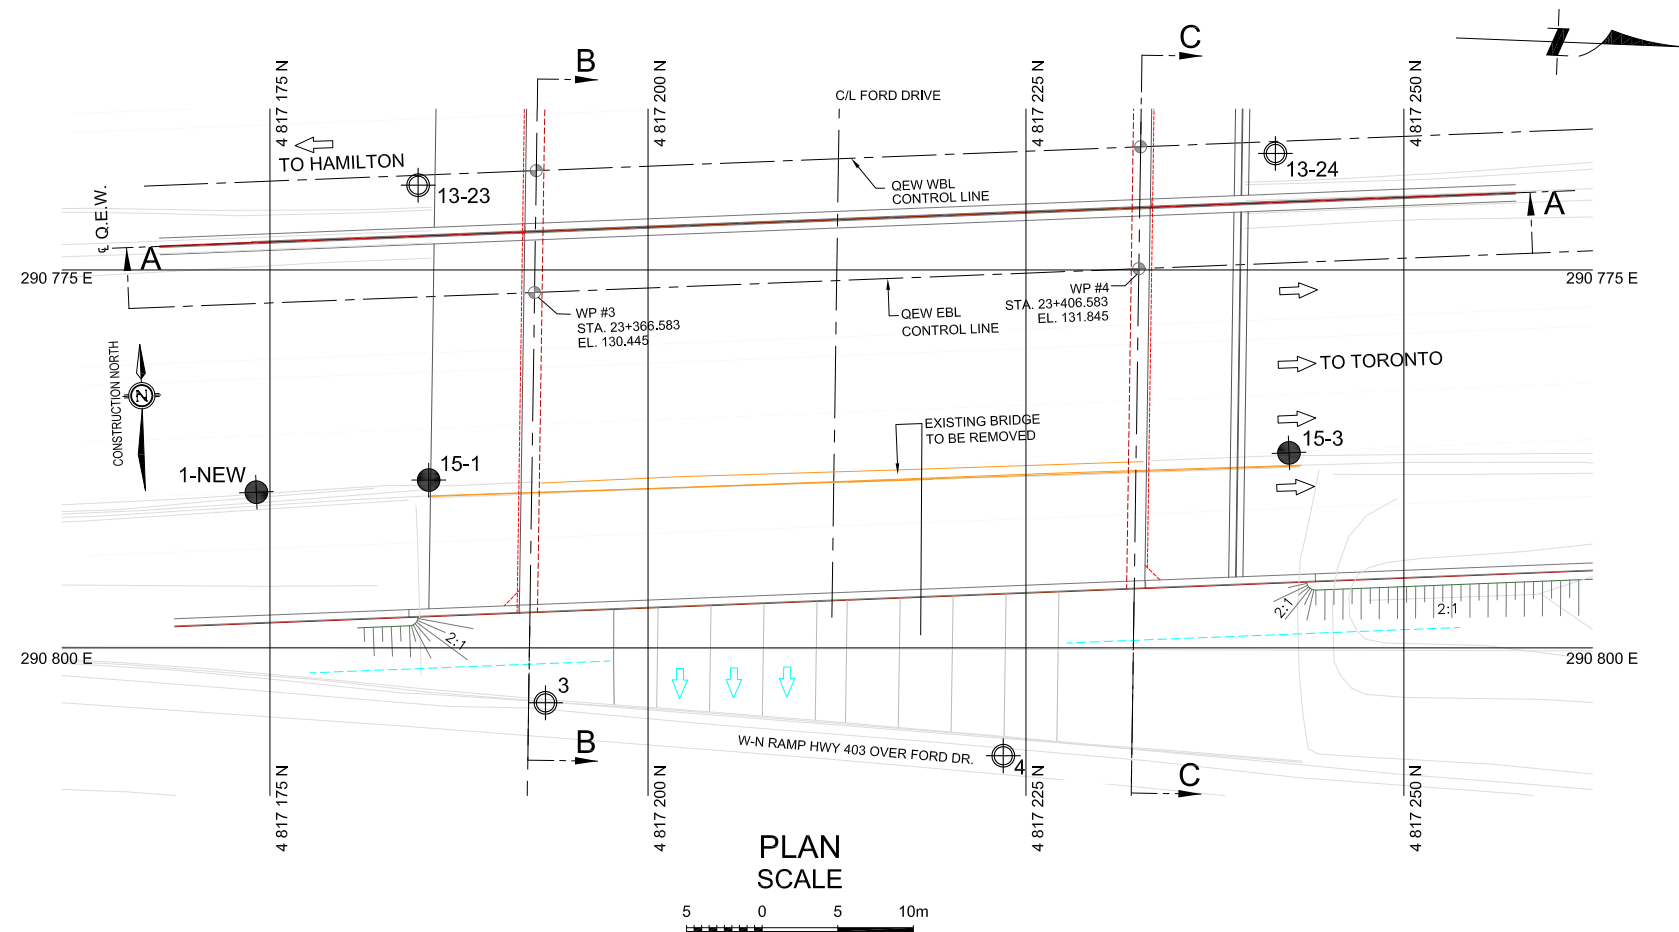 B
C
4 817 175 N
4 817 200 N
4 817 225 N
4 817 250 N
C/L FORD DRIVE
TO HAMILTON
13-23
13-24
QEW WBL
CONTROL LINE
℄ Q.E.W.
A
A
290 775 E
290 775 E
WP #3
STA. 23+366.583
EL. 130.445
QEW EBL
CONTROL LINE
WP #4
STA. 23+406.583
EL. 131.845
CONSTRUCTION NORTH
N
TO TORONTO
EXISTING BRIDGE
TO BE REMOVED
1-NEW
15-1
15-3
2:1
2:1
2:1
290 800 E
290 800 E
3
4
W-N RAMP HWY 403 OVER FORD DR.
B
C
4 817 175 N
4 817 200 N
4 817 225 N
4 817 250 N
PLAN
SCALE
5 0 5 10m